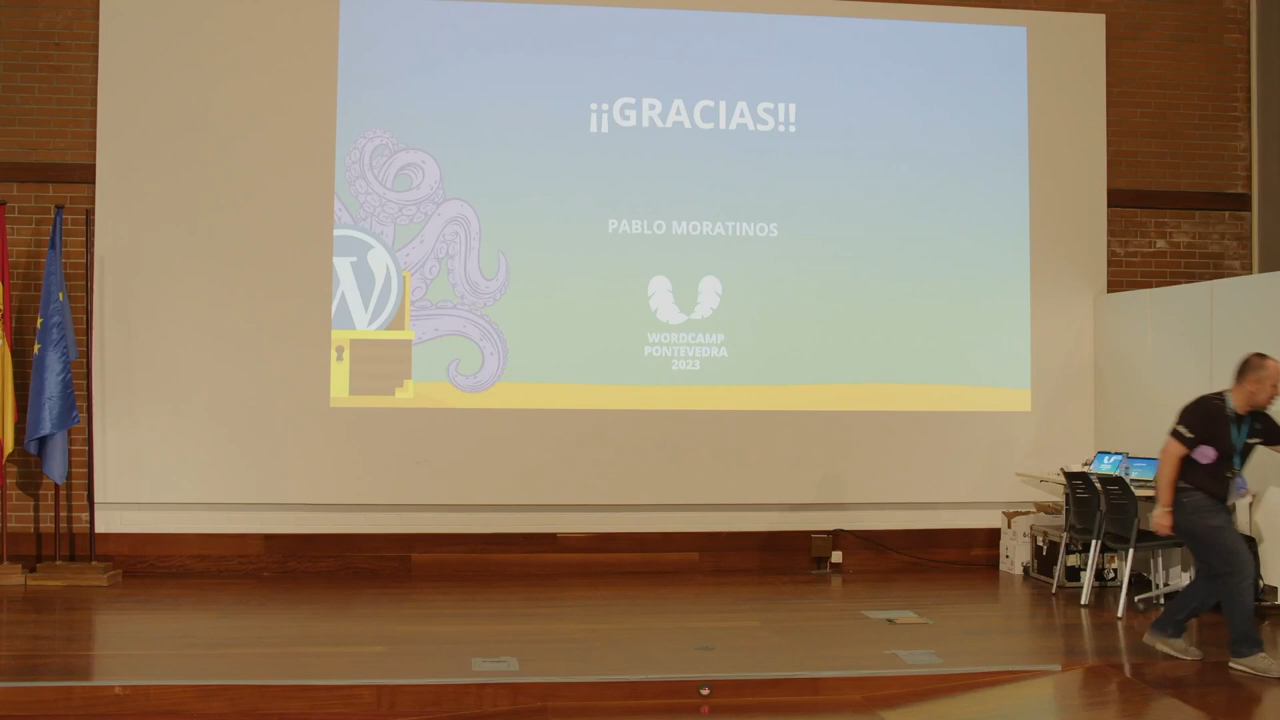 ¡¡GRACIAS!!
PABLO MORATINOS
WORDCAMP
PONTEVEDRA
2023